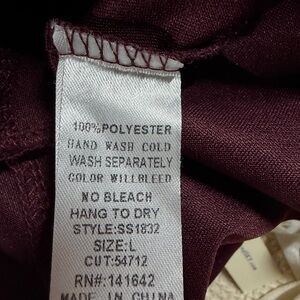 100%POLYESTER
HAND WASH COLD
WASH SEPARATELY
COLOR WILLBLEED
NO BLEACH
HANG TO DRY
STYLE:SS1832
SIZE:L
CUT:54712
RN#:141642
MADE IN CHINA